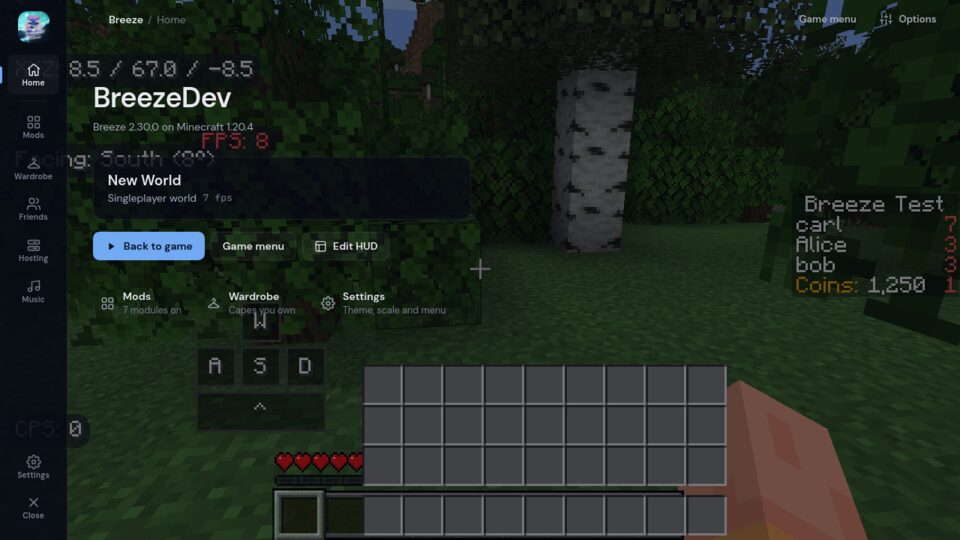 Breeze / Home
Game menu
Options
XYZ: 8.5 / 67.0 / -8.5
Home
BreezeDev
Breeze 2.30.0 on Minecraft 1.20.4
FPS: 8
Mods
Facing: South (8°)
Wardrobe
New World
Singleplayer world 7 fps
Friends
Breeze Test
carl 7
Alice 3
bob 3
Coins: 1,250 1
Hosting
Back to game
Game menu
Edit HUD
Music
Mods
7 modules on
Wardrobe
Capes you own
Settings
Theme, scale and menu
W
A S D
^
CPS: 0
Settings
Close